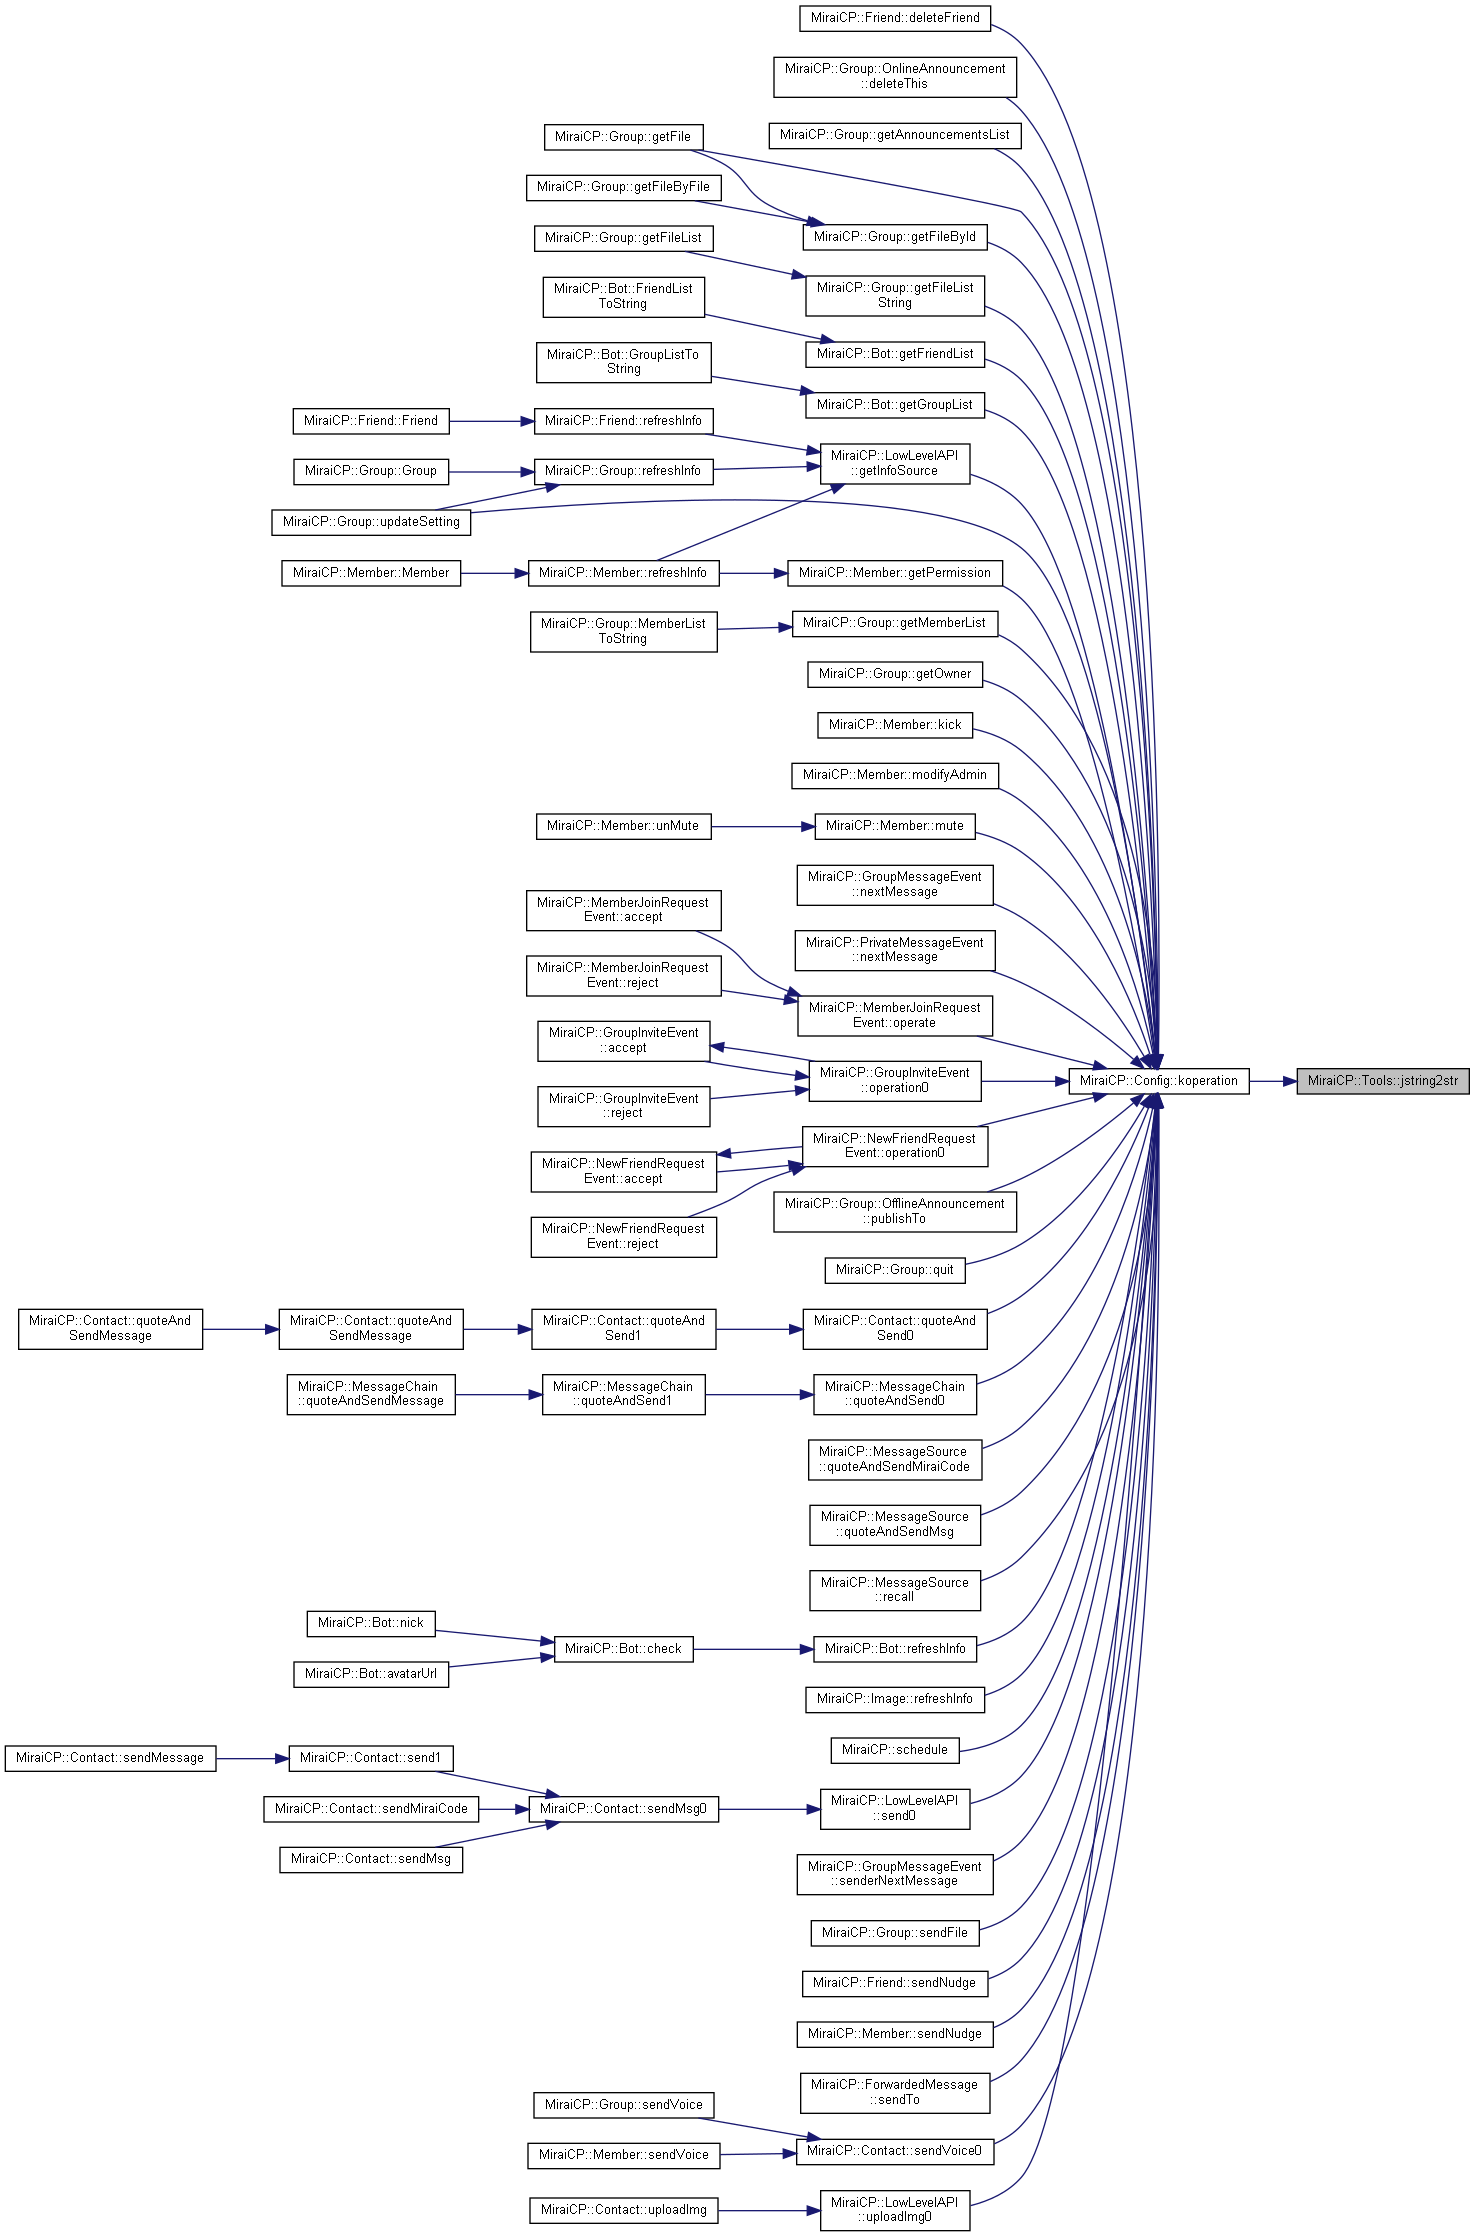 MiraiCP::Friend::deleteFriend
MiraiCP::Group::OnlineAnnouncement
::deleteThis
MiraiCP::Group::getAnnouncementsList
MiraiCP::Group::getFile
MiraiCP::Group::getFileByFile
MiraiCP::Group::getFileById
MiraiCP::Group::getFileList
MiraiCP::Group::getFileList
String
MiraiCP::Bot::FriendList
ToString
MiraiCP::Bot::getFriendList
MiraiCP::Bot::GroupListTo
String
MiraiCP::Bot::getGroupList
MiraiCP::Friend::Friend
MiraiCP::Friend::refreshInfo
MiraiCP::LowLevelAPI
::getInfoSource
MiraiCP::Group::Group
MiraiCP::Group::refreshInfo
MiraiCP::Group::updateSetting
MiraiCP::Member::Member
MiraiCP::Member::refreshInfo
MiraiCP::Member::getPermission
MiraiCP::Group::MemberList
ToString
MiraiCP::Group::getMemberList
MiraiCP::Group::getOwner
MiraiCP::Member::kick
MiraiCP::Member::modifyAdmin
MiraiCP::Member::unMute
MiraiCP::Member::mute
MiraiCP::GroupMessageEvent
::nextMessage
MiraiCP::MemberJoinRequest
Event::accept
MiraiCP::PrivateMessageEvent
::nextMessage
MiraiCP::MemberJoinRequest
Event::reject
MiraiCP::MemberJoinRequest
Event::operate
MiraiCP::GroupInviteEvent
::accept
MiraiCP::GroupInviteEvent
::operation0
MiraiCP::Config::koperation
MiraiCP::Tools::jstring2str
MiraiCP::GroupInviteEvent
::reject
MiraiCP::NewFriendRequest
Event::operation0
MiraiCP::NewFriendRequest
Event::accept
MiraiCP::Group::OfflineAnnouncement
::publishTo
MiraiCP::NewFriendRequest
Event::reject
MiraiCP::Group::quit
MiraiCP::Contact::quoteAnd
SendMessage
MiraiCP::Contact::quoteAnd
SendMessage
MiraiCP::Contact::quoteAnd
Send1
MiraiCP::Contact::quoteAnd
Send0
MiraiCP::MessageChain
::quoteAndSendMessage
MiraiCP::MessageChain
::quoteAndSend1
MiraiCP::MessageChain
::quoteAndSend0
MiraiCP::MessageSource
::quoteAndSendMiraiCode
MiraiCP::MessageSource
::quoteAndSendMsg
MiraiCP::MessageSource
::recall
MiraiCP::Bot::nick
MiraiCP::Bot::check
MiraiCP::Bot::refreshInfo
MiraiCP::Bot::avatarUrl
MiraiCP::Image::refreshInfo
MiraiCP::schedule
MiraiCP::Contact::sendMessage
MiraiCP::Contact::send1
MiraiCP::Contact::sendMiraiCode
MiraiCP::Contact::sendMsg0
MiraiCP::LowLevelAPI
::send0
MiraiCP::Contact::sendMsg
MiraiCP::GroupMessageEvent
::senderNextMessage
MiraiCP::Group::sendFile
MiraiCP::Friend::sendNudge
MiraiCP::Member::sendNudge
MiraiCP::ForwardedMessage
::sendTo
MiraiCP::Group::sendVoice
MiraiCP::Member::sendVoice
MiraiCP::Contact::sendVoice0
MiraiCP::Contact::uploadImg
MiraiCP::LowLevelAPI
::uploadImg0